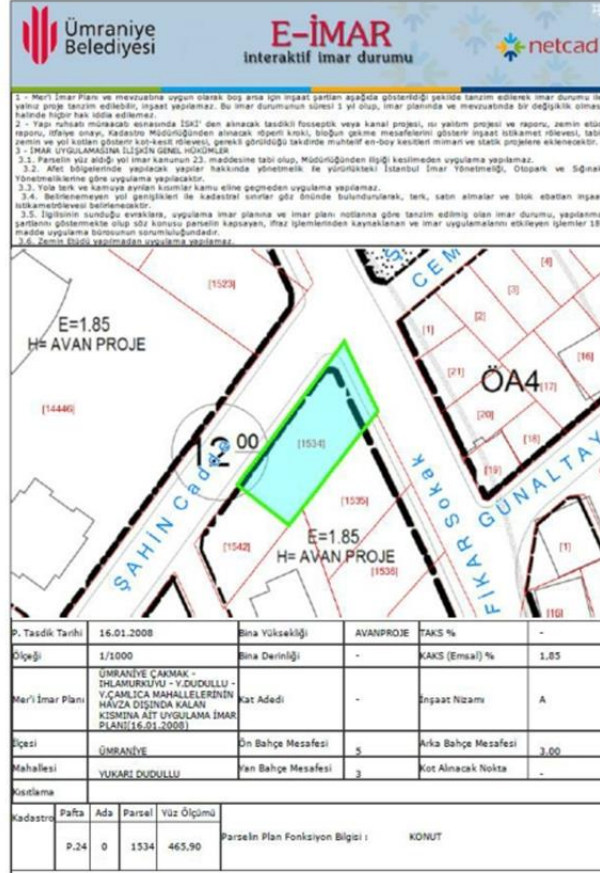 Ümraniye
Belediyesi
E-İMAR
interaktif imar durumu
netcad
1 - Mer'i İmar Planı ve mevzuatına uygun olarak boş arsa için inşaat şartları aşağıda gösterildiği şekilde tanzim edilerek imar durumu ile
yalnız proje tanzim edilebilir, inşaat yapılamaz. Bu imar durumunun süresi 1 yıl olup, imar planında ve mevzuatında bir değişiklik olması
halinde hiçbir hak iddia edilemez.
2 - Yapı ruhsatı müracaatı esnasında İSKİ' den alınacak tasdikli fosseptik veya kanal projesi, ısı yalıtım projesi ve raporu, zemin etüd
raporu, itfaiye onayı, Kadastro Müdürlüğünden alınacak röperli kroki, bloğun çekme mesafelerini gösterir inşaat istikamet rölevesi, tabi
zemin ve yol kotları gösterir kot-kesit rölevesi, gerekli görüldüğü takdirde muhtelif en-boy kesitleri mimari ve statik projelere eklenecektir.
3 - İMAR UYGULAMASINA İLİŞKİN GENEL HÜKÜMLER
3.1. Parselin yüz aldığı yol imar kanunun 23. maddesine tabi olup, Müdürlüğünden ilişiği kesilmeden uygulama yapılamaz.
3.2. Afet bölgelerinde yapılacak yapılar hakkında yönetmelik ile yürürlükteki İstanbul İmar Yönetmeliği, Otopark ve Sığınak
Yönetmeliklerine göre uygulama yapılacaktır.
3.3. Yola terk ve kamuya ayrılan kısımlar kamu eline geçmeden uygulama yapılamaz.
3.4. Belirlenemeyen yol genişlikleri ile kadastral sınırlar göz önünde bulundurularak, terk, satın almalar ve blok ebatları inşaat
istikametrölevesi belirlenecektir.
3.5. İlgilisinin sunduğu evraklara, uygulama imar planına ve imar planı notlarına göre tanzim edilmiş olan imar durumu, yapılanma
şartlarını göstermekte olup söz konusu parselin kapsayan, ifraz işlemlerinden kaynaklanan ve imar uygulamalarını etkileyen işlemler 18.
madde uygulama bürosunun sorumluluğundadır.
3.6. Zemin Etüdü yapılmadan uygulama yapılamaz.
[1523]
CEM
[4]
[3]
[2]
[1]
E=1.85
H= AVAN PROJE
[16]
[21]
ÖA4
[17]
[14446]
[20]
12 00
[1534]
[18]
[19]
ŞAHİN Cadde
[1535]
FİKAR Sokak
GÜNALTAY
E=1.85
H= AVAN PROJE
[1542]
[1536]
[1]
[16]
P. Tasdik Tarihi 16.01.2008 Bina Yüksekliği AVANPROJE TAKS % -
Ölçeği 1/1000 Bina Derinliği - KAKS (Emsal) % 1,85
Mer'i İmar Planı ÜMRANİYE ÇAKMAK -
IHLAMURKUYU - Y.DUDULLU -
Y.ÇAMLICA MAHALLELERİNİN
HAVZA DIŞINDA KALAN
KISMINA AİT UYGULAMA İMAR
PLANI(16.01.2008) Kat Adedi - İnşaat Nizamı A
İlçesi ÜMRANİYE Ön Bahçe Mesafesi 5 Arka Bahçe Mesafesi 3.00
Mahallesi YUKARI DUDULLU Yan Bahçe Mesafesi 3 Kot Alınacak Nokta -
Kısıtlama
Kadastro Pafta Ada Parsel Yüz Ölçümü
P.24 0 1534 465,90 Parselin Plan Fonksiyon Bilgisi : KONUT